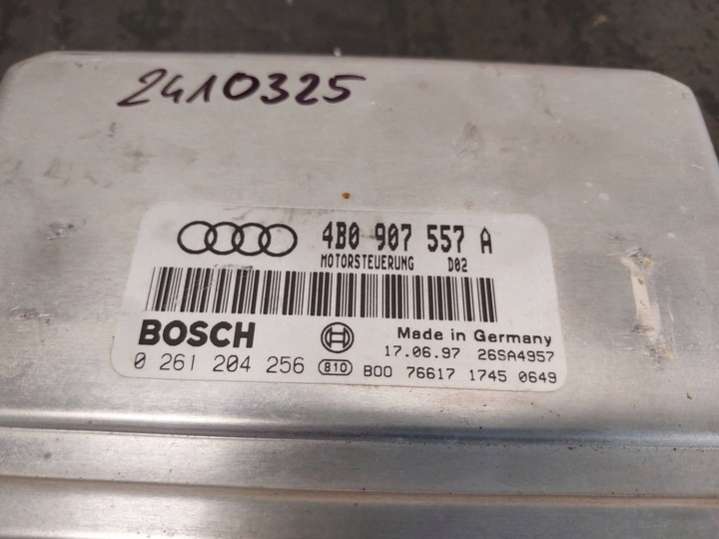 2410325
4B0 907 557 A
MOTORSTEUERUNG D02
BOSCH
Made in Germany
17.06.97 26SA4957
0 261 204 256 810 B00 76617 1745 0649